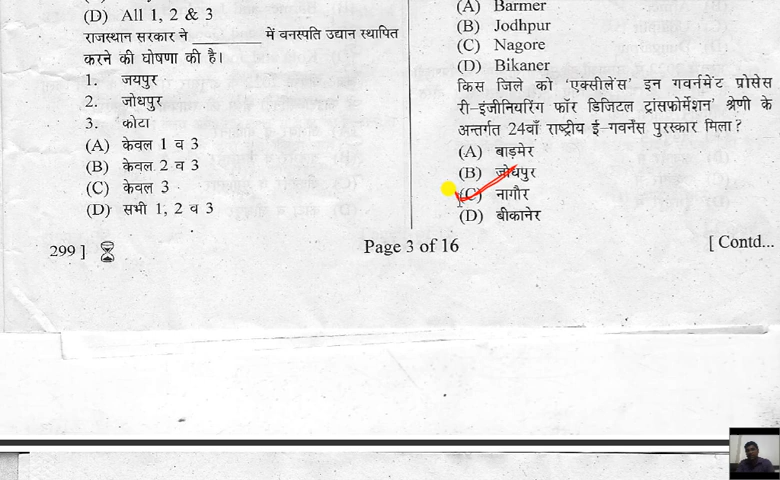 (D) All 1, 2 & 3
राजस्थान सरकार ने __________ में वनस्पति उद्यान स्थापित
करने की घोषणा की है।
1. जयपुर
2. जोधपुर
3. कोटा
(A) केवल 1 व 3
(B) केवल 2 व 3
(C) केवल 3
(D) सभी 1, 2 व 3
299 ]
(A) Barmer
(B) Jodhpur
(C) Nagore
(D) Bikaner
किस जिले को 'एक्सीलेंस' इन गवर्नमेंट प्रोसेस
री-इंजीनियरिंग फॉर डिजिटल ट्रांसफोर्मेशन' श्रेणी के
अन्तर्गत 24वाँ राष्ट्रीय ई-गवर्नेंस पुरस्कार मिला?
(A) बाड़मेर
(B) जोधपुर
(C) नागौर
(D) बीकानेर
Page 3 of 16
[ Contd...